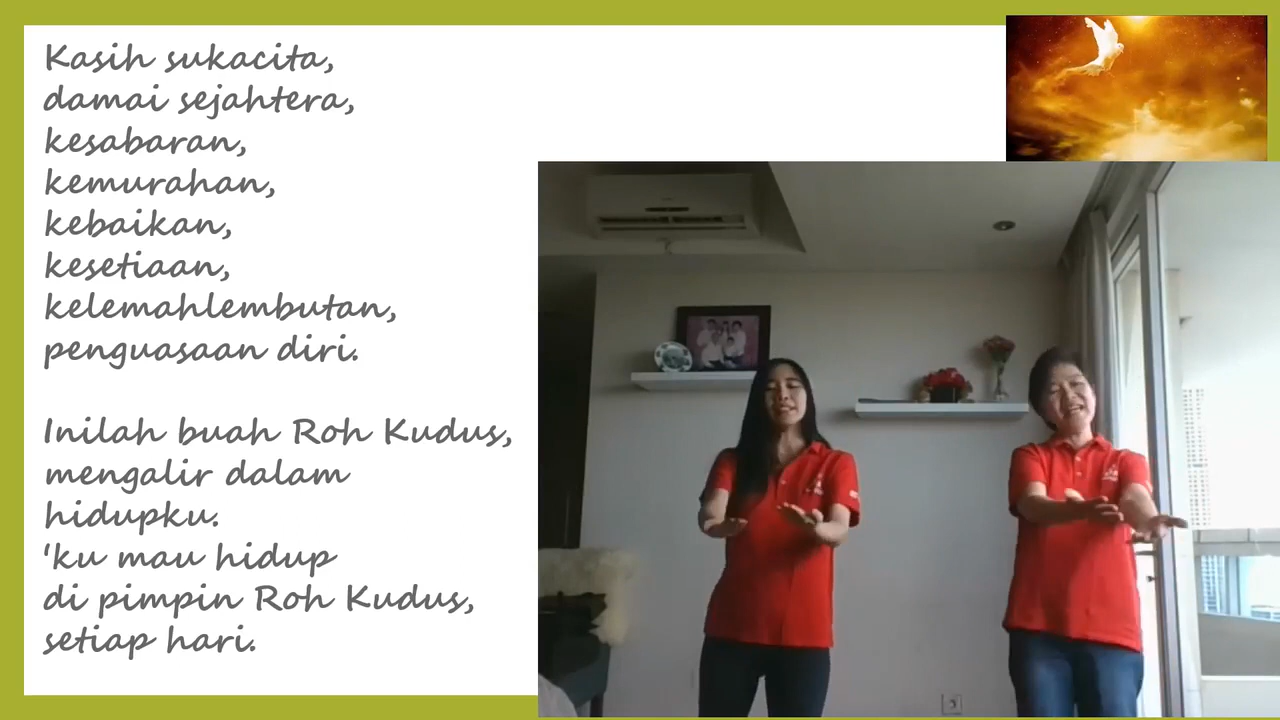 Kasih sukacita,
damai sejahtera,
kesabaran,
kemurahan,
kebaikan,
kesetiaan,
kelemahlembutan,
penguasaan diri.
Inilah buah Roh Kudus,
mengalir dalam
hidupku.
'ku mau hidup
di pimpin Roh Kudus,
setiap hari.